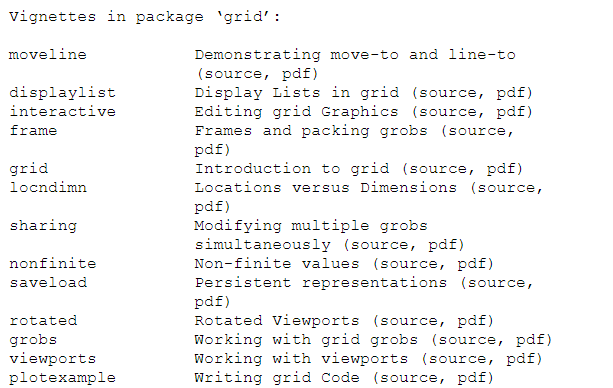 Vignettes in package ‘grid’:
moveline Demonstrating move-to and line-to
(source, pdf)
displaylist Display Lists in grid (source, pdf)
interactive Editing grid Graphics (source, pdf)
frame Frames and packing grobs (source,
pdf)
grid Introduction to grid (source, pdf)
locndimn Locations versus Dimensions (source,
pdf)
sharing Modifying multiple grobs
simultaneously (source, pdf)
nonfinite Non-finite values (source, pdf)
saveload Persistent representations (source,
pdf)
rotated Rotated Viewports (source, pdf)
grobs Working with grid grobs (source, pdf)
viewports Working with viewports (source, pdf)
plotexample Writing grid Code (source, pdf)